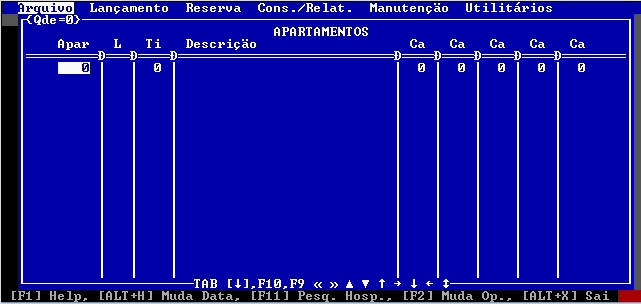 Arquivo Lançamento Reserva Cons./Relat. Manutenção Utilitários
(Qde=0)
APARTAMENTOS
Apar L Ti Descrição Ca Ca Ca Ca Ca
D D D D D D D D
0 0 0 0 0 0 0
TAB [↓],F10,F9 « » ▲ ▼ ↑ → ↓ ← ↕
[F1] Help, [ALT+H] Muda Data, [F11] Pesq. Hosp., [F2] Muda Op., [ALT+X] Sai